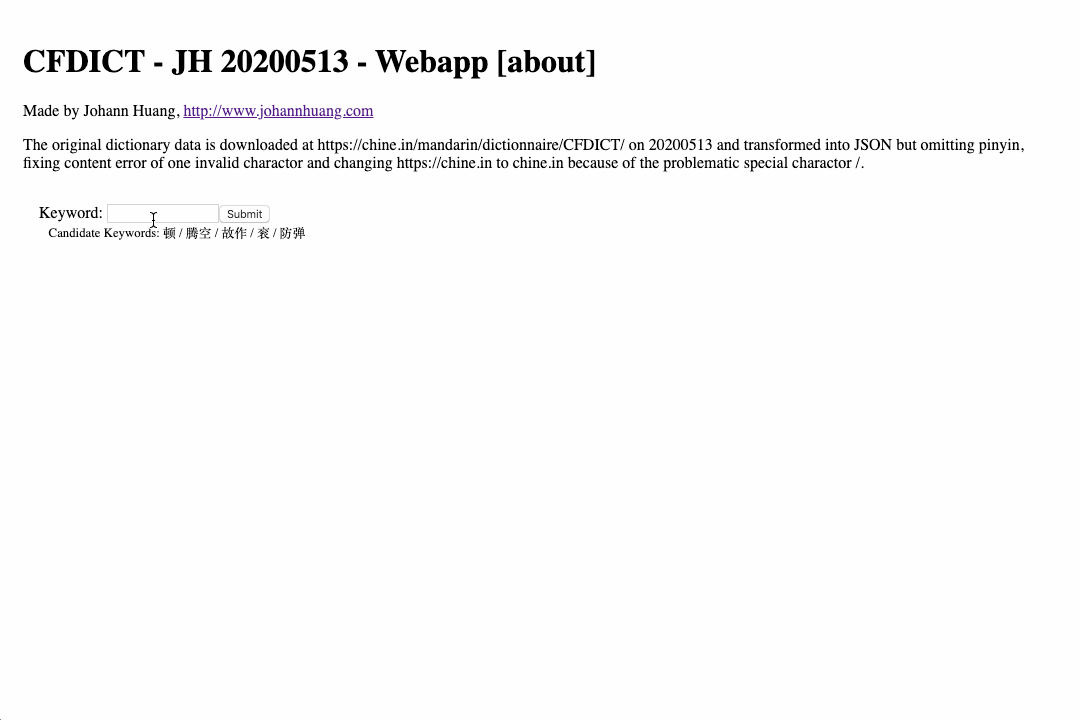 CFDICT - JH 20200513 - Webapp [about]
Made by Johann Huang, http://www.johannhuang.com
The original dictionary data is downloaded at https://chine.in/mandarin/dictionnaire/CFDICT/ on 20200513 and transformed into JSON but omitting pinyin,
fixing content error of one invalid charactor and changing https://chine.in to chine.in because of the problematic special charactor /.
Keyword: Submit
Candidate Keywords: 顿 / 腾空 / 故作 / 衮 / 防弹